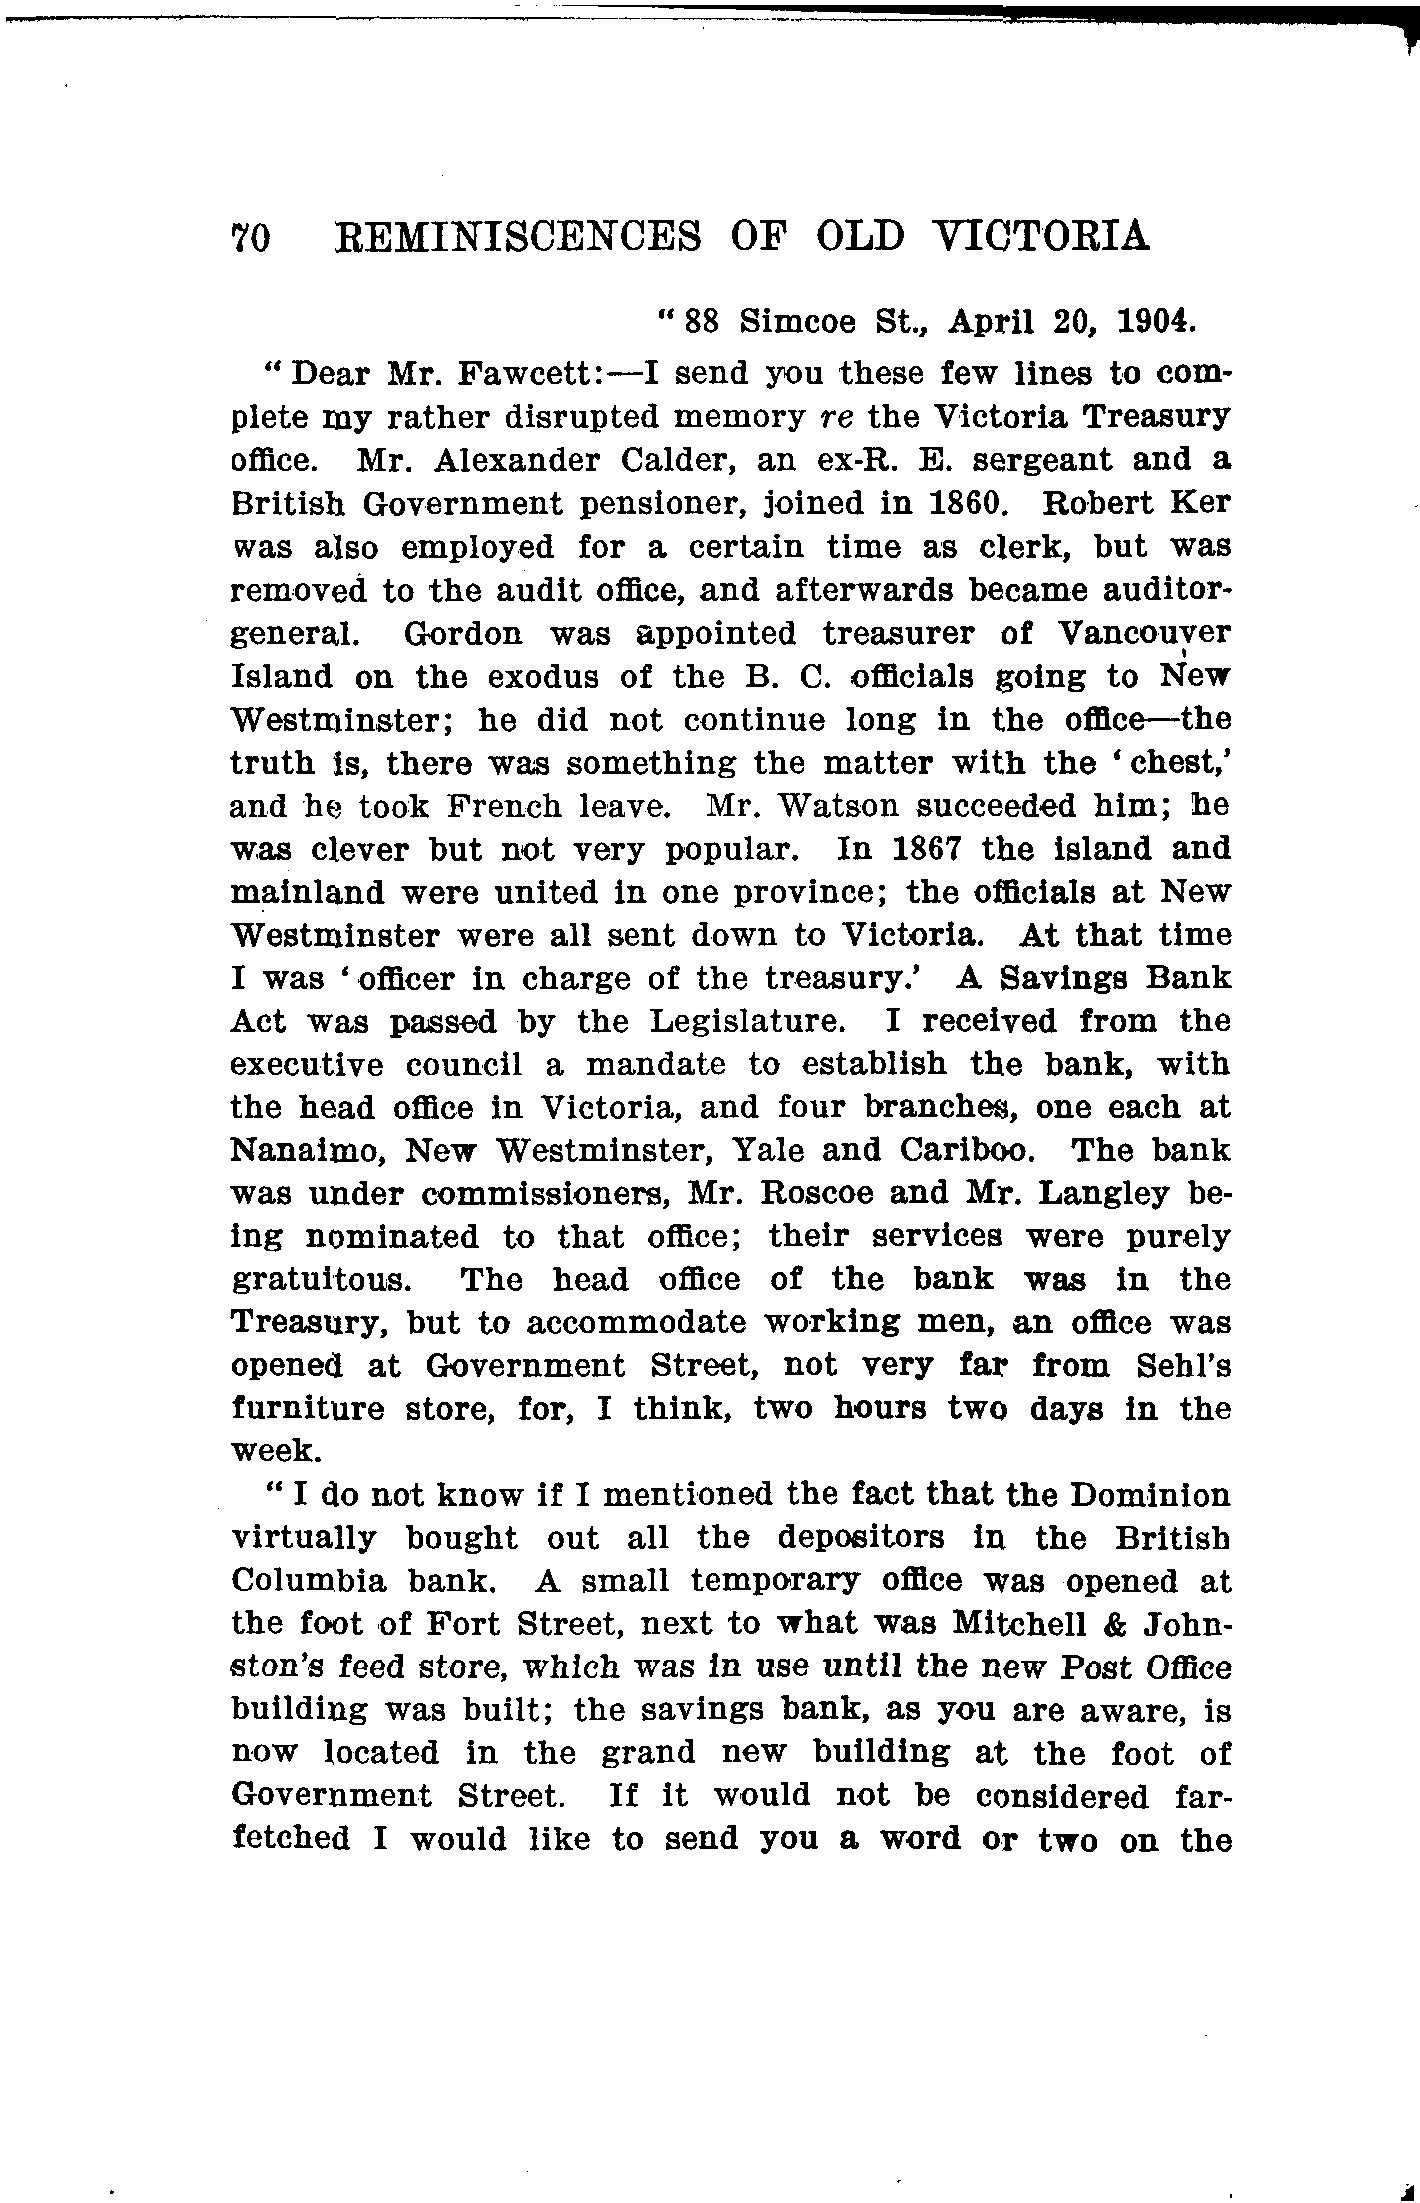 70 REMINISCENCES OF OLD VICTORIA
" 88 Simcoe St., April 20, 1904.
" Dear Mr. Fawcett:—I send you these few lines to com-
plete my rather disrupted memory re the Victoria Treasury
office. Mr. Alexander Calder, an ex-R. E. sergeant and a
British Government pensioner, joined in 1860. Robert Ker
was also employed for a certain time as clerk, but was
removed to the audit office, and afterwards became auditor-
general. Gordon was appointed treasurer of Vancouver
Island on the exodus of the B. C. officials going to New
Westminster; he did not continue long in the office—the
truth is, there was something the matter with the ' chest,'
and he took French leave. Mr. Watson succeeded him; he
was clever but not very popular. In 1867 the island and
mainland were united in one province; the officials at New
Westminster were all sent down to Victoria. At that time
I was ' officer in charge of the treasury.' A Savings Bank
Act was passed by the Legislature. I received from the
executive council a mandate to establish the bank, with
the head office in Victoria, and four branches, one each at
Nanaimo, New Westminster, Yale and Cariboo. The bank
was under commissioners, Mr. Roscoe and Mr. Langley be-
ing nominated to that office; their services were purely
gratuitous. The head office of the bank was in the
Treasury, but to accommodate working men, an office was
opened at Government Street, not very far from Sehl's
furniture store, for, I think, two hours two days in the
week.
" I do not know if I mentioned the fact that the Dominion
virtually bought out all the depositors in the British
Columbia bank. A small temporary office was opened at
the foot of Fort Street, next to what was Mitchell & John-
ston's feed store, which was in use until the new Post Office
building was built; the savings bank, as you are aware, is
now located in the grand new building at the foot of
Government Street. If it would not be considered far-
fetched I would like to send you a word or two on the